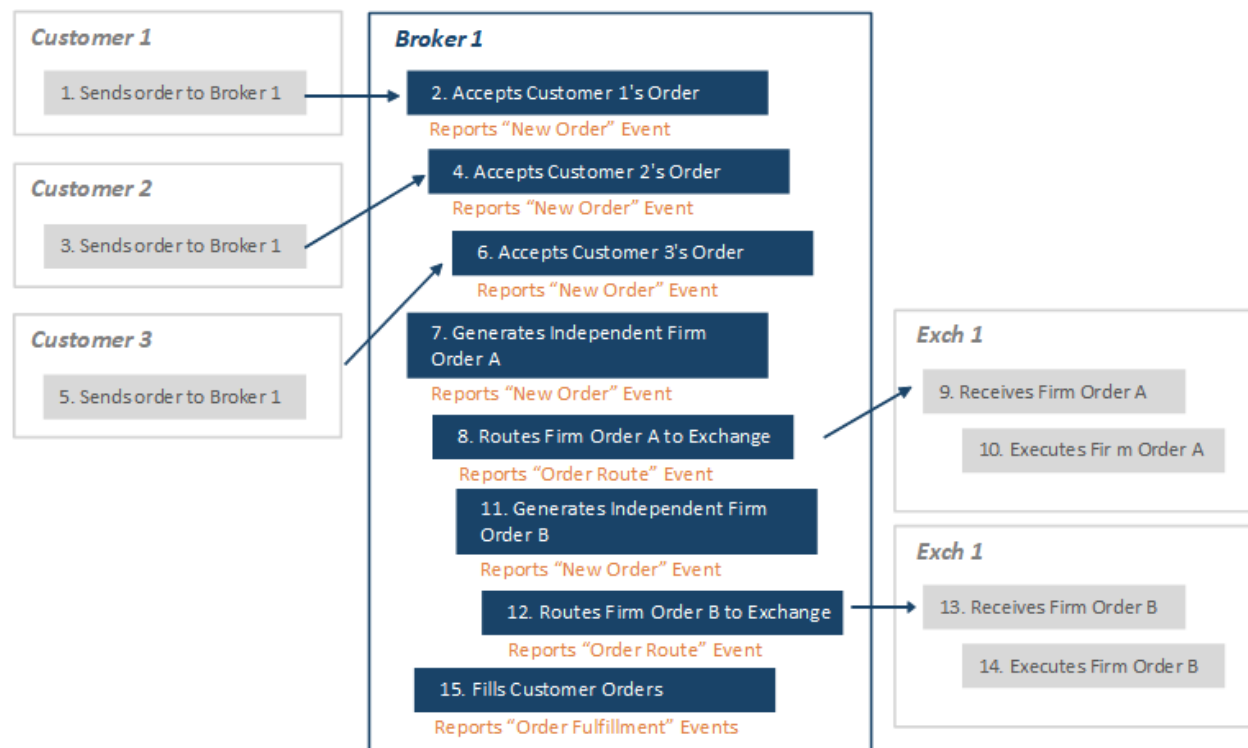 Customer 1
1. Sends order to Broker 1
Customer 2
3. Sends order to Broker 1
Customer 3
5. Sends order to Broker 1
Broker 1
2. Accepts Customer 1's Order
Reports “New Order” Event
4. Accepts Customer 2's Order
Reports “New Order” Event
6. Accepts Customer 3's Order
Reports “New Order” Event
7. Generates Independent Firm
Order A
Reports “New Order” Event
8. Routes Firm Order A to Exchange
Reports “Order Route” Event
11. Generates Independent Firm
Order B
Reports “New Order” Event
12. Routes Firm Order B to Exchange
Reports “Order Route” Event
15. Fills Customer Orders
Reports “Order Fulfillment” Events
Exch 1
9. Receives Firm Order A
10. Executes Fir m Order A
Exch 1
13. Receives Firm Order B
14. Executes Firm Order B